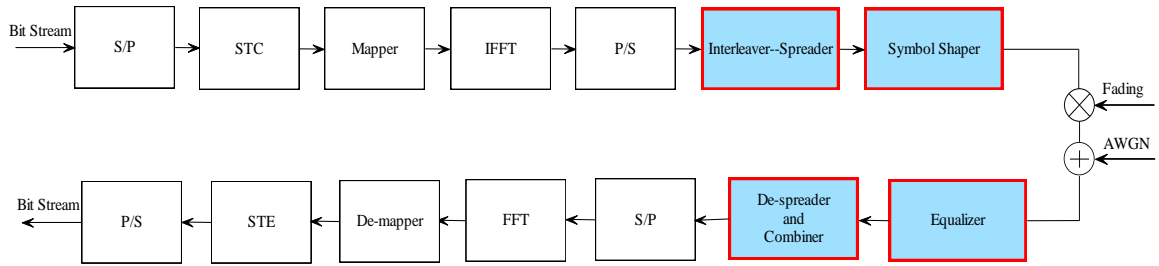 Bit Stream
S/P
STC
Mapper
IFFT
P/S
Interleaver--Spreader
Symbol Shaper
Fading
AWGN
Bit Stream
P/S
STE
De-mapper
FFT
S/P
De-spreader
and
Combiner
Equalizer